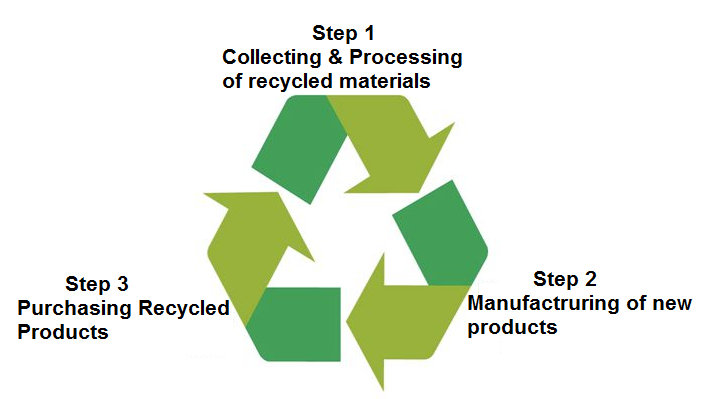 Step 1
Collecting & Processing
of recycled materials
Step 2
Manufactruring of new
products
Step 3
Purchasing Recycled
Products